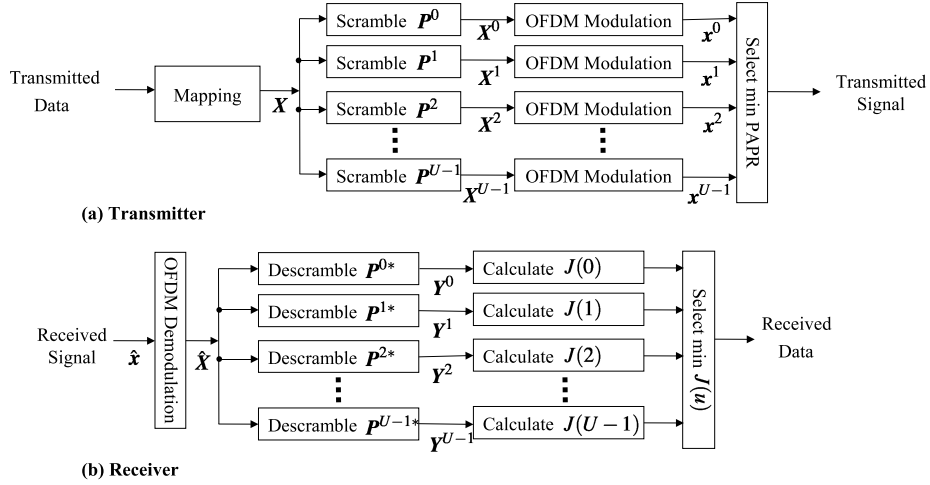 Transmitted
Data
Mapping
X
Scramble P^0
X^0
OFDM Modulation
x^0
Scramble P^1
X^1
OFDM Modulation
x^1
Scramble P^2
X^2
OFDM Modulation
x^2
Scramble P^{U-1}
X^{U-1}
OFDM Modulation
x^{U-1}
Select min PAPR
Transmitted
Signal
(a) Transmitter
Received
Signal
x̂
OFDM Demodulation
X̂
Descramble P^{0*}
Y^0
Calculate J(0)
Descramble P^{1*}
Y^1
Calculate J(1)
Descramble P^{2*}
Y^2
Calculate J(2)
Descramble P^{U-1*}
Y^{U-1}
Calculate J(U-1)
Select min J(u)
Received
Data
(b) Receiver